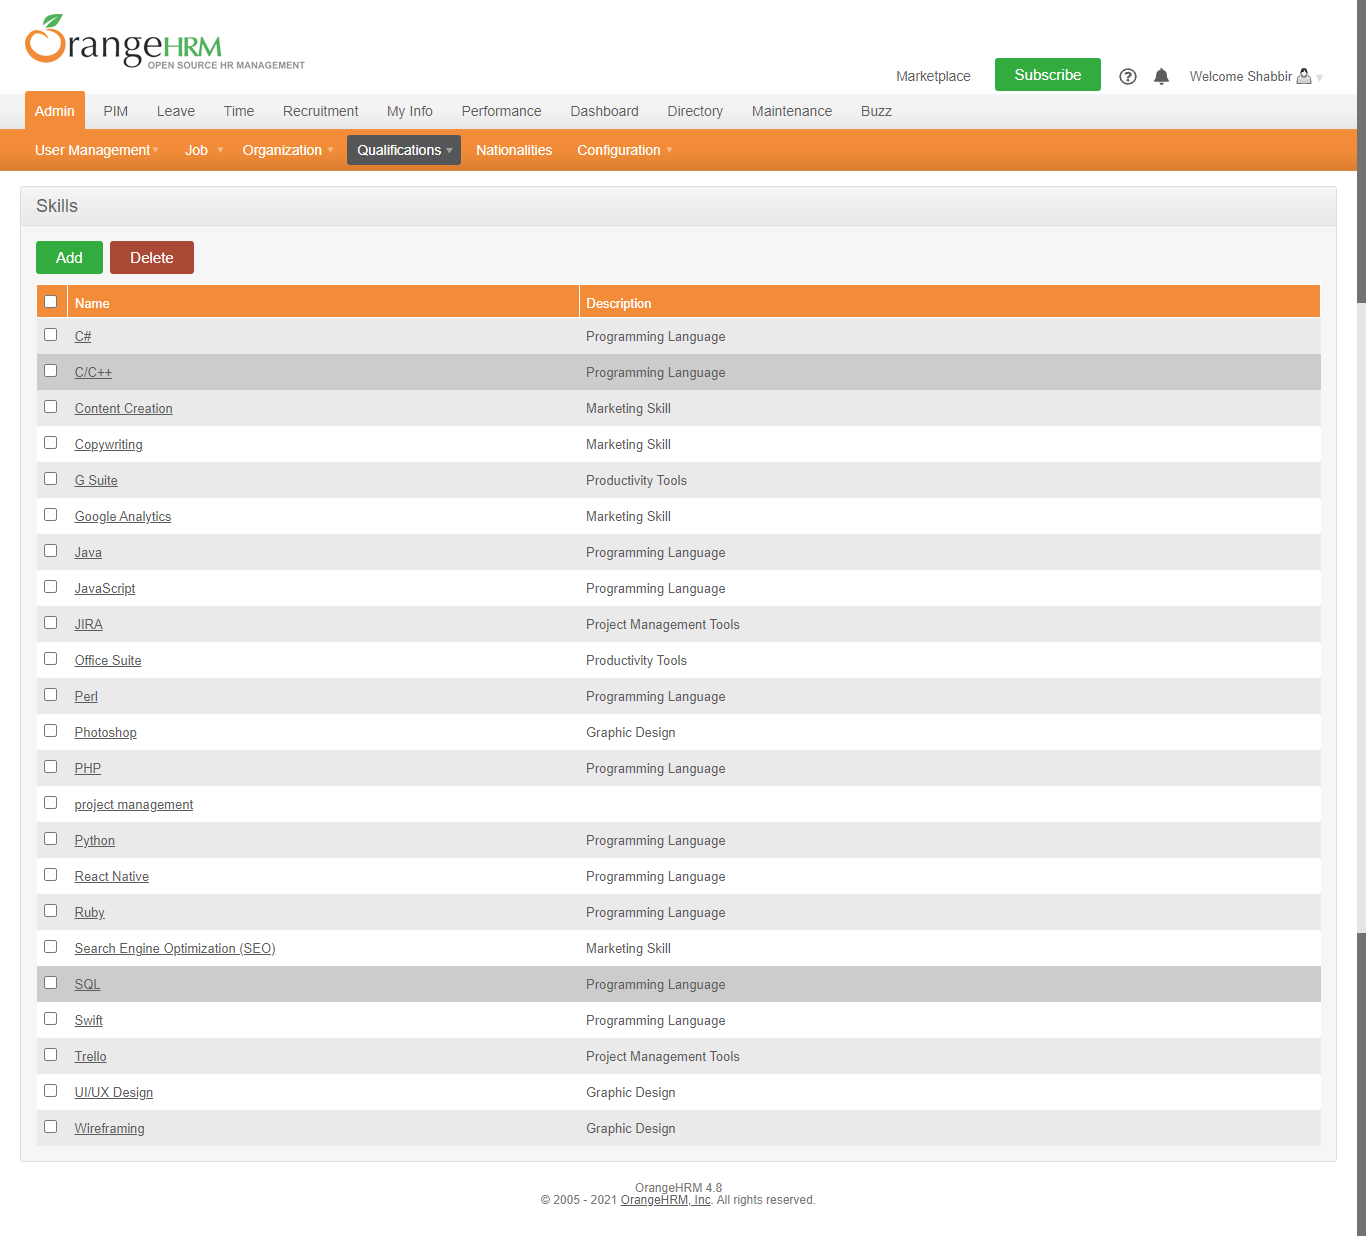 OrangeHRM
OPEN SOURCE HR MANAGEMENT
Marketplace Subscribe Welcome Shabbir
Admin PIM Leave Time Recruitment My Info Performance Dashboard Directory Maintenance Buzz
User Management Job Organization Qualifications Nationalities Configuration
Skills
Add Delete
Name Description
C# Programming Language
C/C++ Programming Language
Content Creation Marketing Skill
Copywriting Marketing Skill
G Suite Productivity Tools
Google Analytics Marketing Skill
Java Programming Language
JavaScript Programming Language
JIRA Project Management Tools
Office Suite Productivity Tools
Perl Programming Language
Photoshop Graphic Design
PHP Programming Language
project management
Python Programming Language
React Native Programming Language
Ruby Programming Language
Search Engine Optimization (SEO) Marketing Skill
SQL Programming Language
Swift Programming Language
Trello Project Management Tools
UI/UX Design Graphic Design
Wireframing Graphic Design
OrangeHRM 4.8
© 2005 - 2021 OrangeHRM, Inc. All rights reserved.